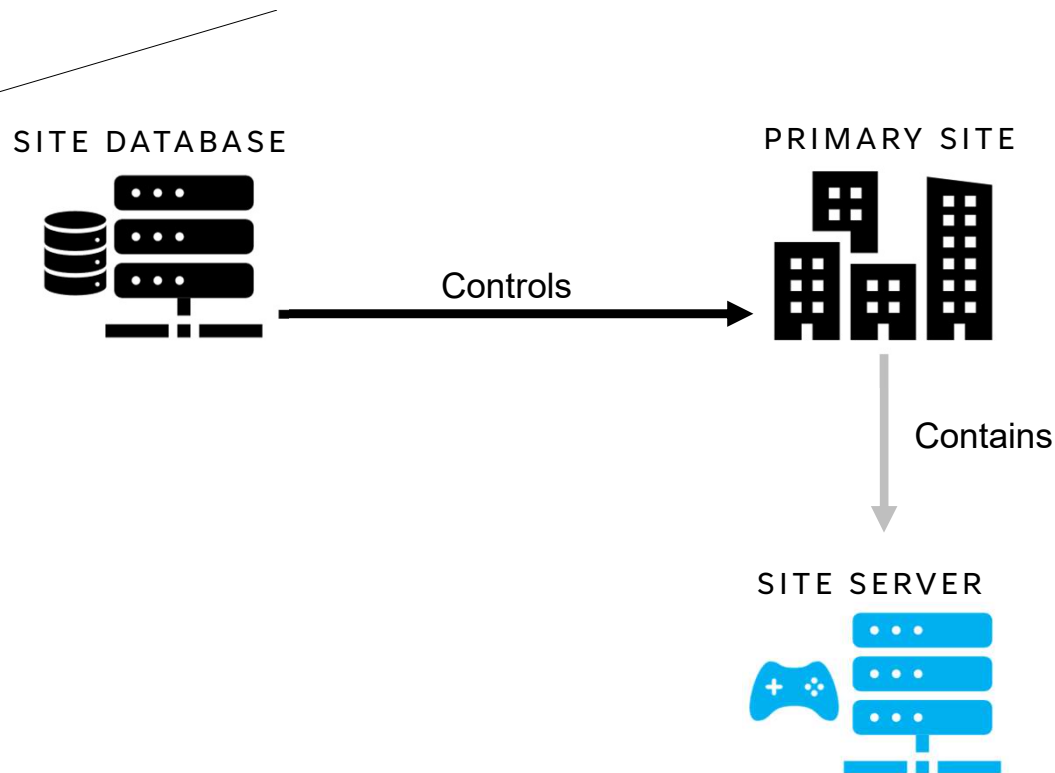 SITE DATABASE
PRIMARY SITE
Controls
Contains
SITE SERVER